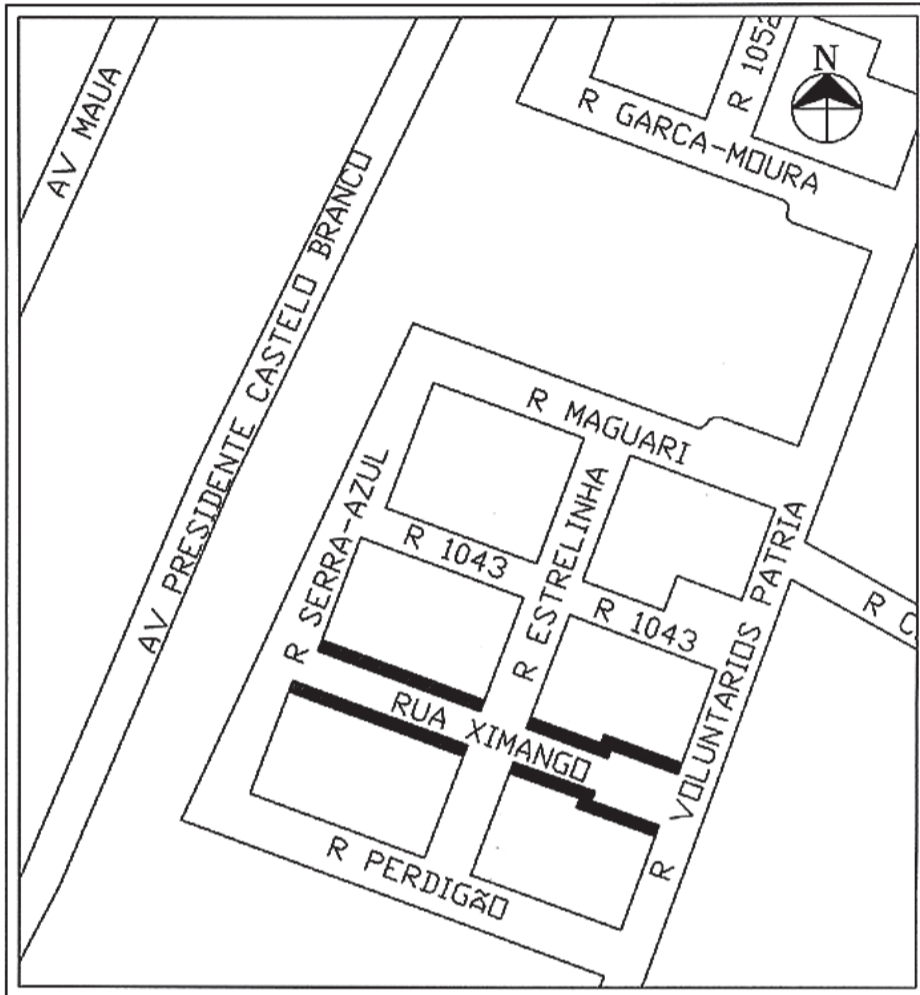 N
R 1052
AV MAUA
R GARCA-MOURA
AV PRESIDENTE CASTELO BRANCO
R MAGUARI
R SERRA-AZUL
R ESTRELINHA
R 1043
R 1043
R VOLUNTARIOS PATRIA
RUA XIMANGO
R PERDIGÃO